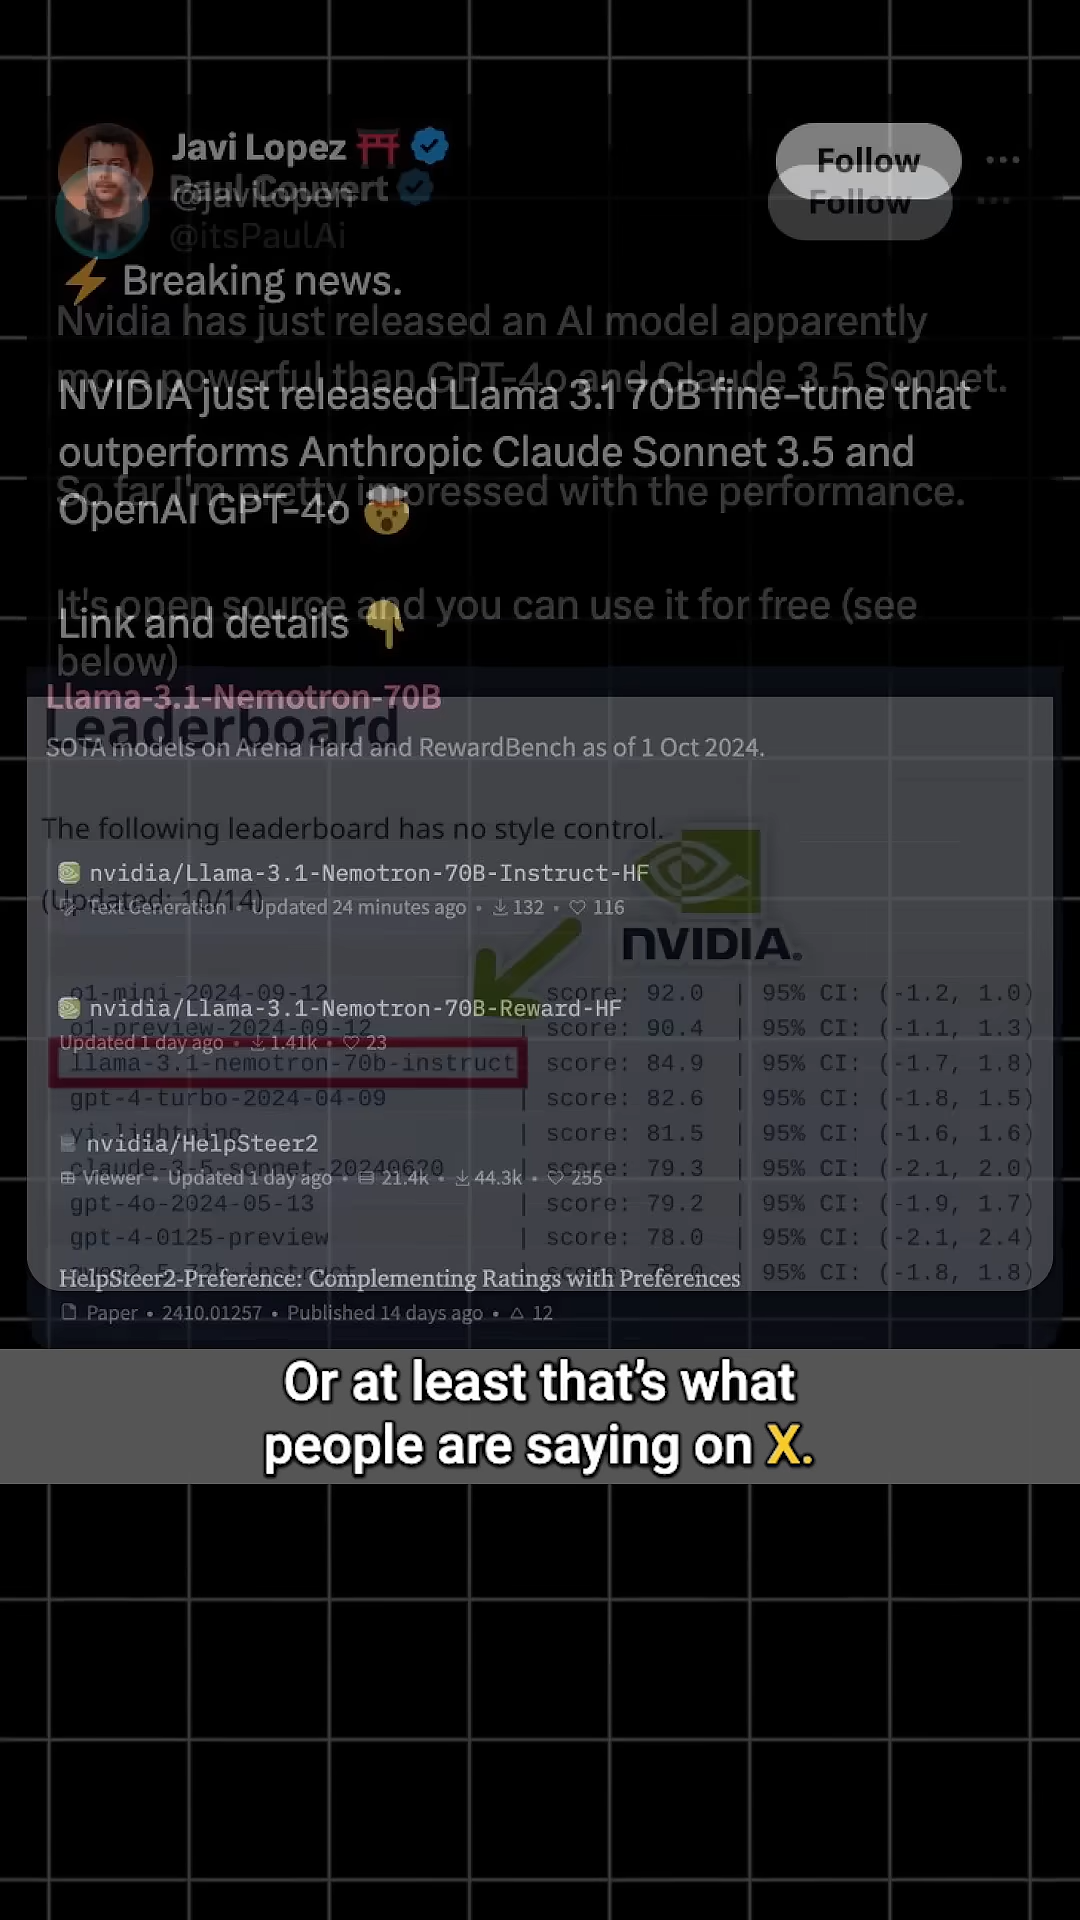 Javi Lopez
@javilopen
Follow
Paul Couvert
@itsPaulAi
Follow
⚡ Breaking news.
NVIDIA just released Llama 3.1 70B fine-tune that
outperforms Anthropic Claude Sonnet 3.5 and
OpenAI GPT-4o 🤯
Link and details 👇
Nvidia has just released an AI model apparently
more powerful than GPT-4o and Claude 3.5 Sonnet.
So far I'm pretty impressed with the performance.
It's open source and you can use it for free (see
below)
Llama-3.1-Nemotron-70B
SOTA models on Arena Hard and RewardBench as of 1 Oct 2024.
nvidia/Llama-3.1-Nemotron-70B-Instruct-HF
Text Generation • Updated 24 minutes ago • 132 • 116
nvidia/Llama-3.1-Nemotron-70B-Reward-HF
Updated 1 day ago • 1.41k • 23
nvidia/HelpSteer2
Viewer • Updated 1 day ago • 21.4k • 44.3k • 255
HelpSteer2-Preference: Complementing Ratings with Preferences
Paper • 2410.01257 • Published 14 days ago • 12
Leaderboard
The following leaderboard has no style control.
(Updated: 10/14)
NVIDIA.
o1-mini-2024-09-12 | score: 92.0 | 95% CI: (-1.2, 1.0)
o1-preview-2024-09-12 | score: 90.4 | 95% CI: (-1.1, 1.3)
llama-3.1-nemotron-70b-instruct | score: 84.9 | 95% CI: (-1.7, 1.8)
gpt-4-turbo-2024-04-09 | score: 82.6 | 95% CI: (-1.8, 1.5)
yi-lightning | score: 81.5 | 95% CI: (-1.6, 1.6)
claude-3-5-sonnet-20240620 | score: 79.3 | 95% CI: (-2.1, 2.0)
gpt-4o-2024-05-13 | score: 79.2 | 95% CI: (-1.9, 1.7)
gpt-4-0125-preview | score: 78.0 | 95% CI: (-2.1, 2.4)
qwen2.5-72b-instruct | score: 78.0 | 95% CI: (-1.8, 1.8)
Or at least that's what
people are saying on X.